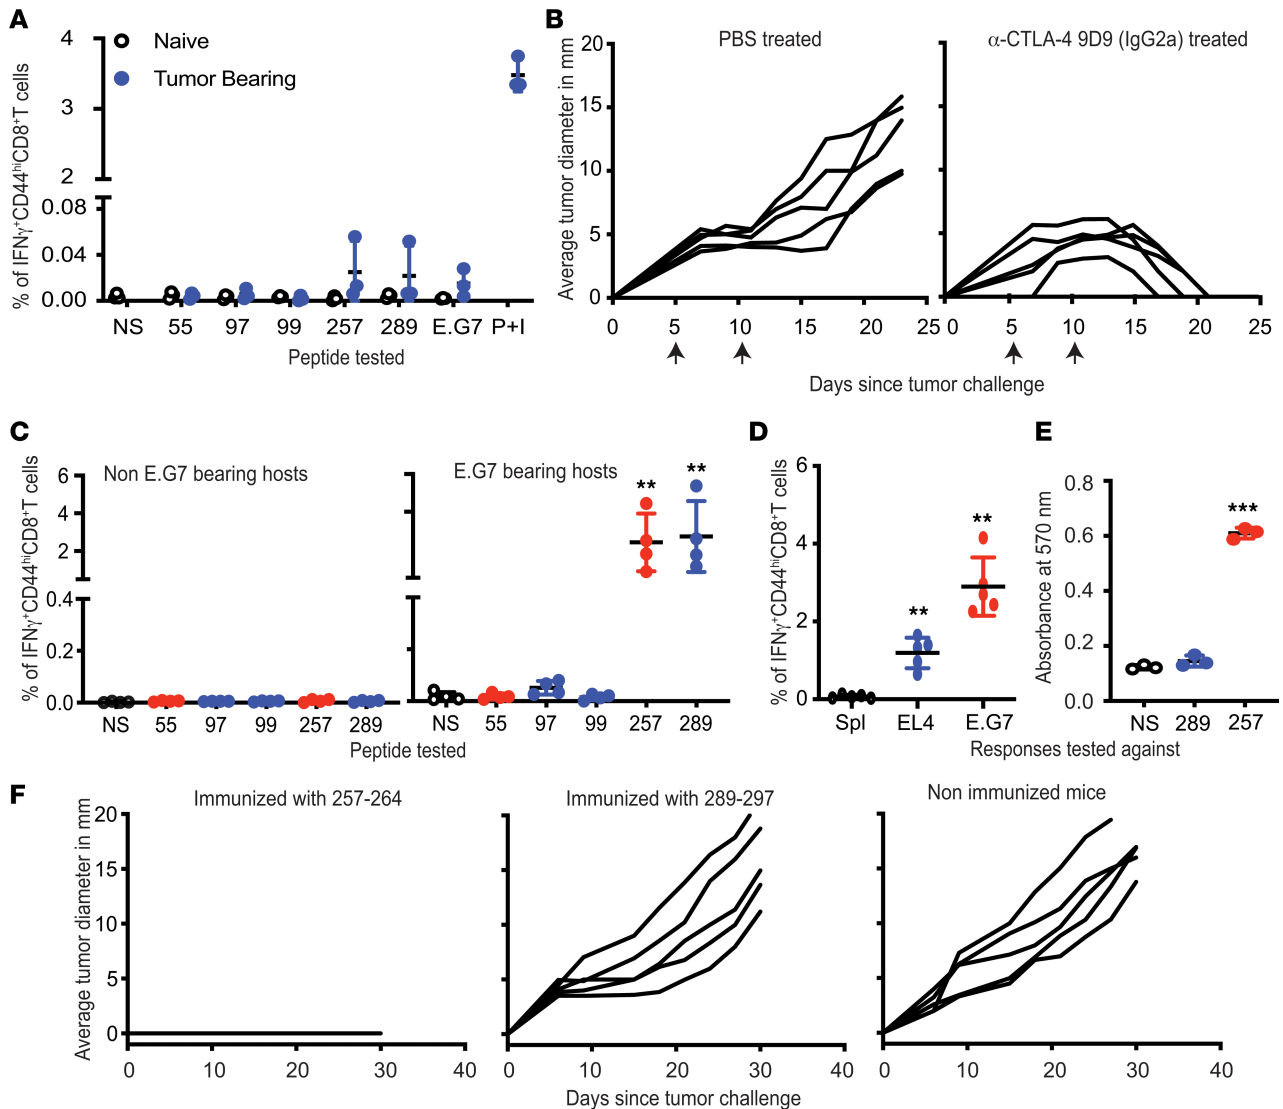 A
% of IFNγ+CD44hiCD8+T cells
4
3
2
0.08
0.04
0.00
Naive
Tumor Bearing
NS 55 97 99 257 289 E.G7 P+I
Peptide tested
B
Average tumor diameter in mm
PBS treated
α-CTLA-4 9D9 (IgG2a) treated
20
15
10
5
0
0 5 10 15 20 25
0 5 10 15 20 25
Days since tumor challenge
C
% of IFNγ+CD44hiCD8+T cells
Non E.G7 bearing hosts
E.G7 bearing hosts
6
4
2
0.4
0.2
0.0
** **
NS 55 97 99 257 289
NS 55 97 99 257 289
Peptide tested
D
% of IFNγ+CD44hiCD8+T cells
6
4
2
0
**
**
Spl EL4 E.G7
E
Absorbance at 570 nm
0.8
0.6
0.4
0.2
0.0
***
NS 289 257
Responses tested against
F
Average tumor diameter in mm
Immunized with 257-264
Immunized with 289-297
Non immunized mice
20
15
10
5
0
0 10 20 30 40
0 10 20 30 40
0 10 20 30 40
Days since tumor challenge